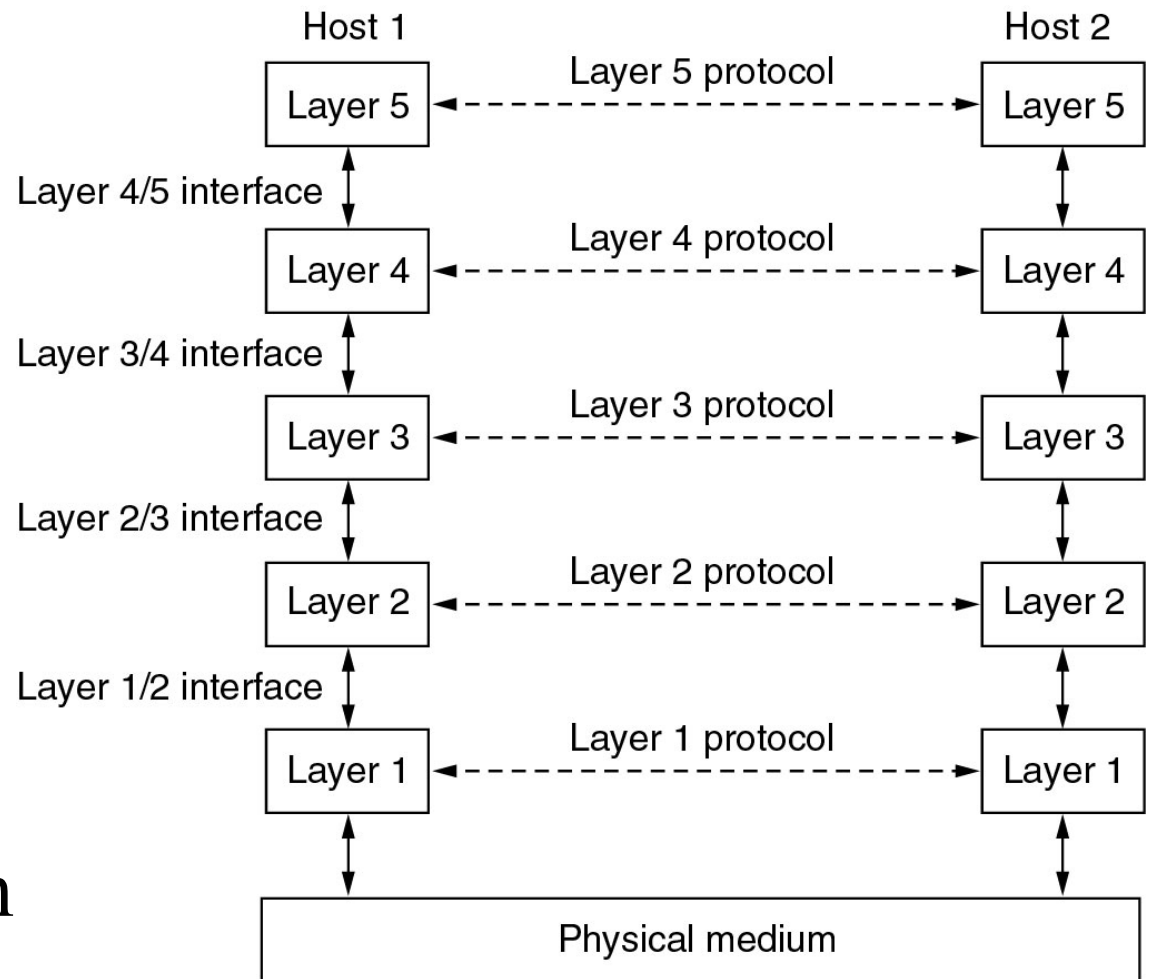 Host 1
Host 2
Layer 5 protocol
Layer 5
Layer 5
Layer 4/5 interface
Layer 4 protocol
Layer 4
Layer 4
Layer 3/4 interface
Layer 3 protocol
Layer 3
Layer 3
Layer 2/3 interface
Layer 2 protocol
Layer 2
Layer 2
Layer 1/2 interface
Layer 1 protocol
Layer 1
Layer 1
Physical medium